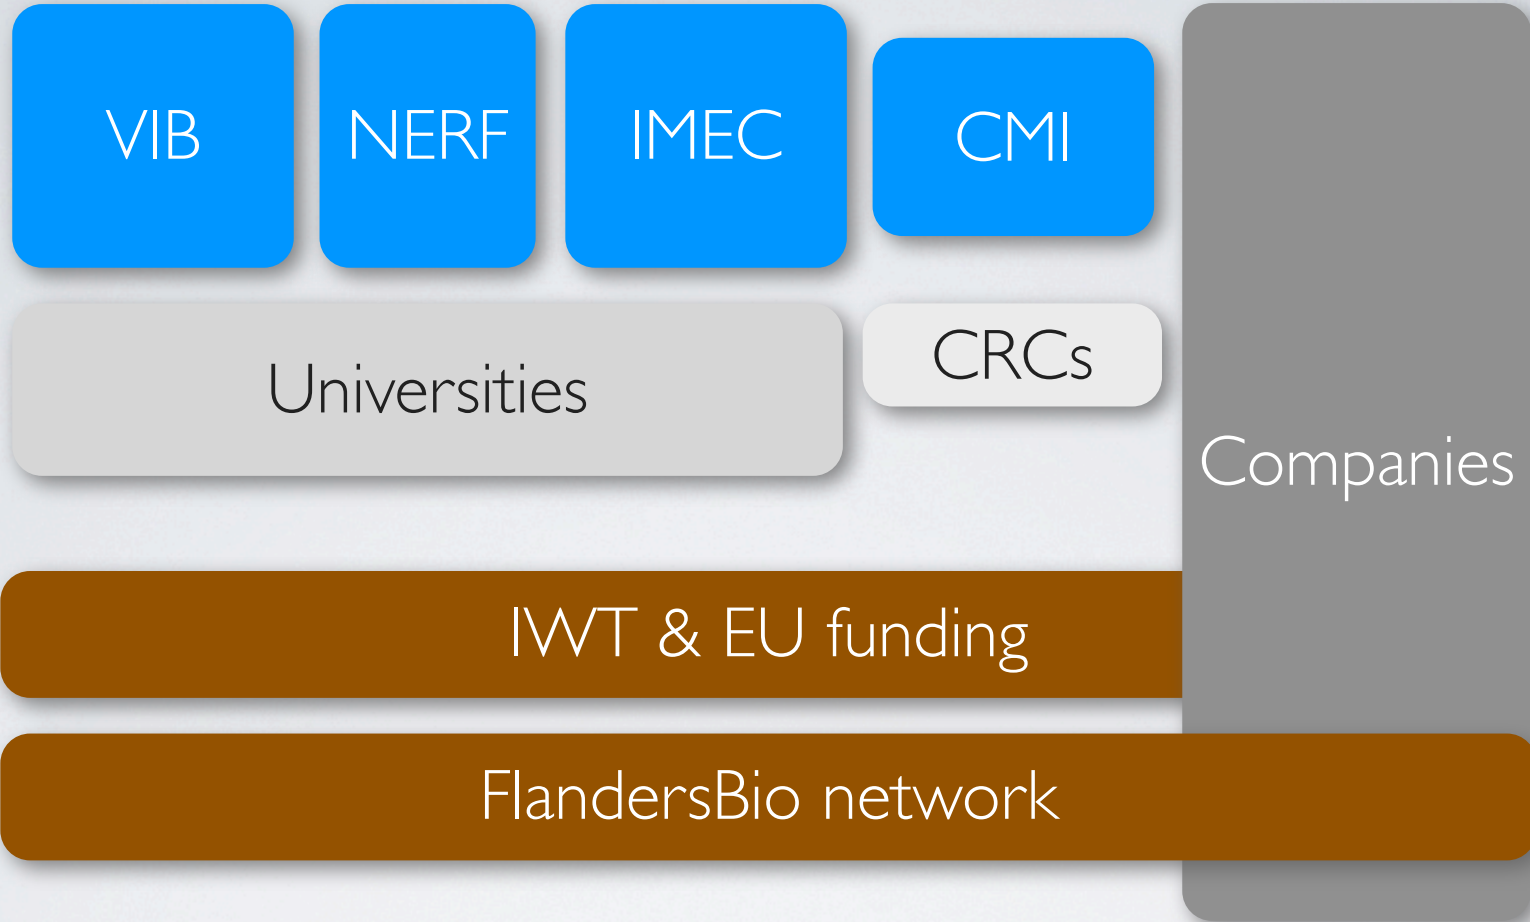 VIB
NERF
IMEC
CMI
Universities
CRCs
Companies
IWT & EU funding
FlandersBio network